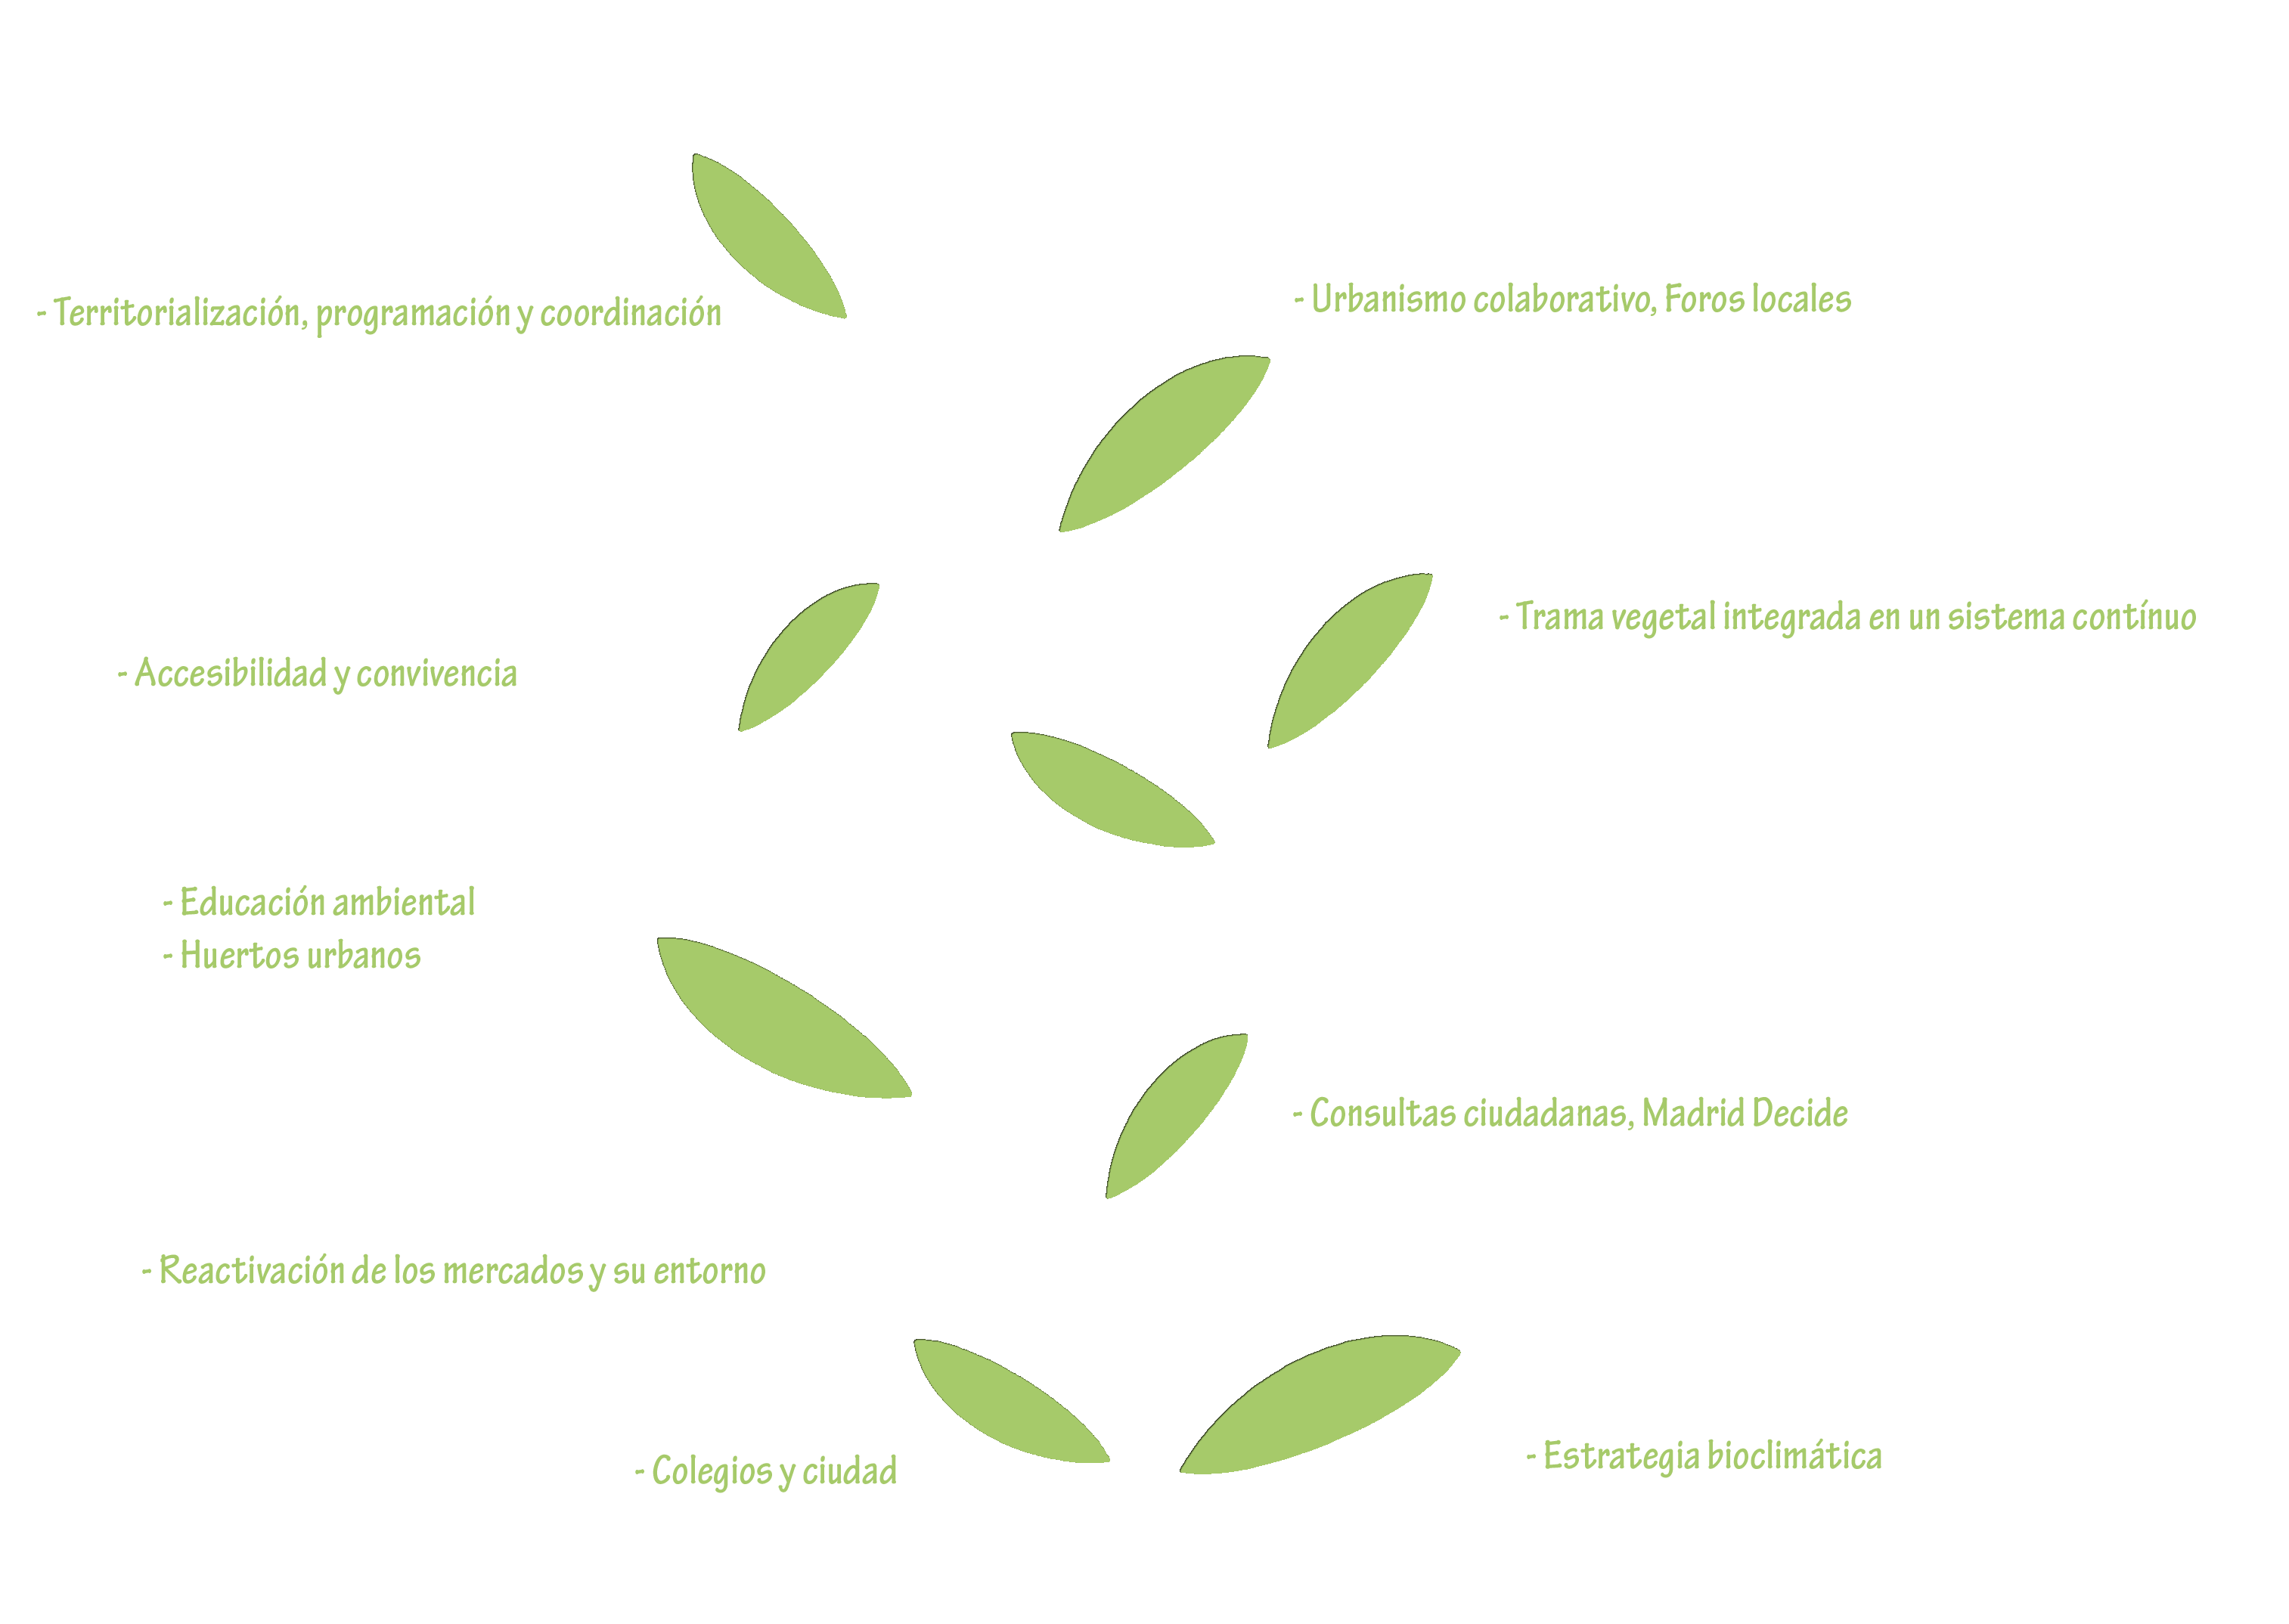 - Territorialización, programación y coordinación
- Urbanismo colaborativo, Foros locales
- Trama vegetal integrada en un sistema contínuo
- Accesibilidad y convivencia
- Educación ambiental
- Huertos urbanos
- Consultas ciudadanas, Madrid Decide
- Reactivación de los mercados y su entorno
- Colegios y ciudad
- Estrategia bioclimática